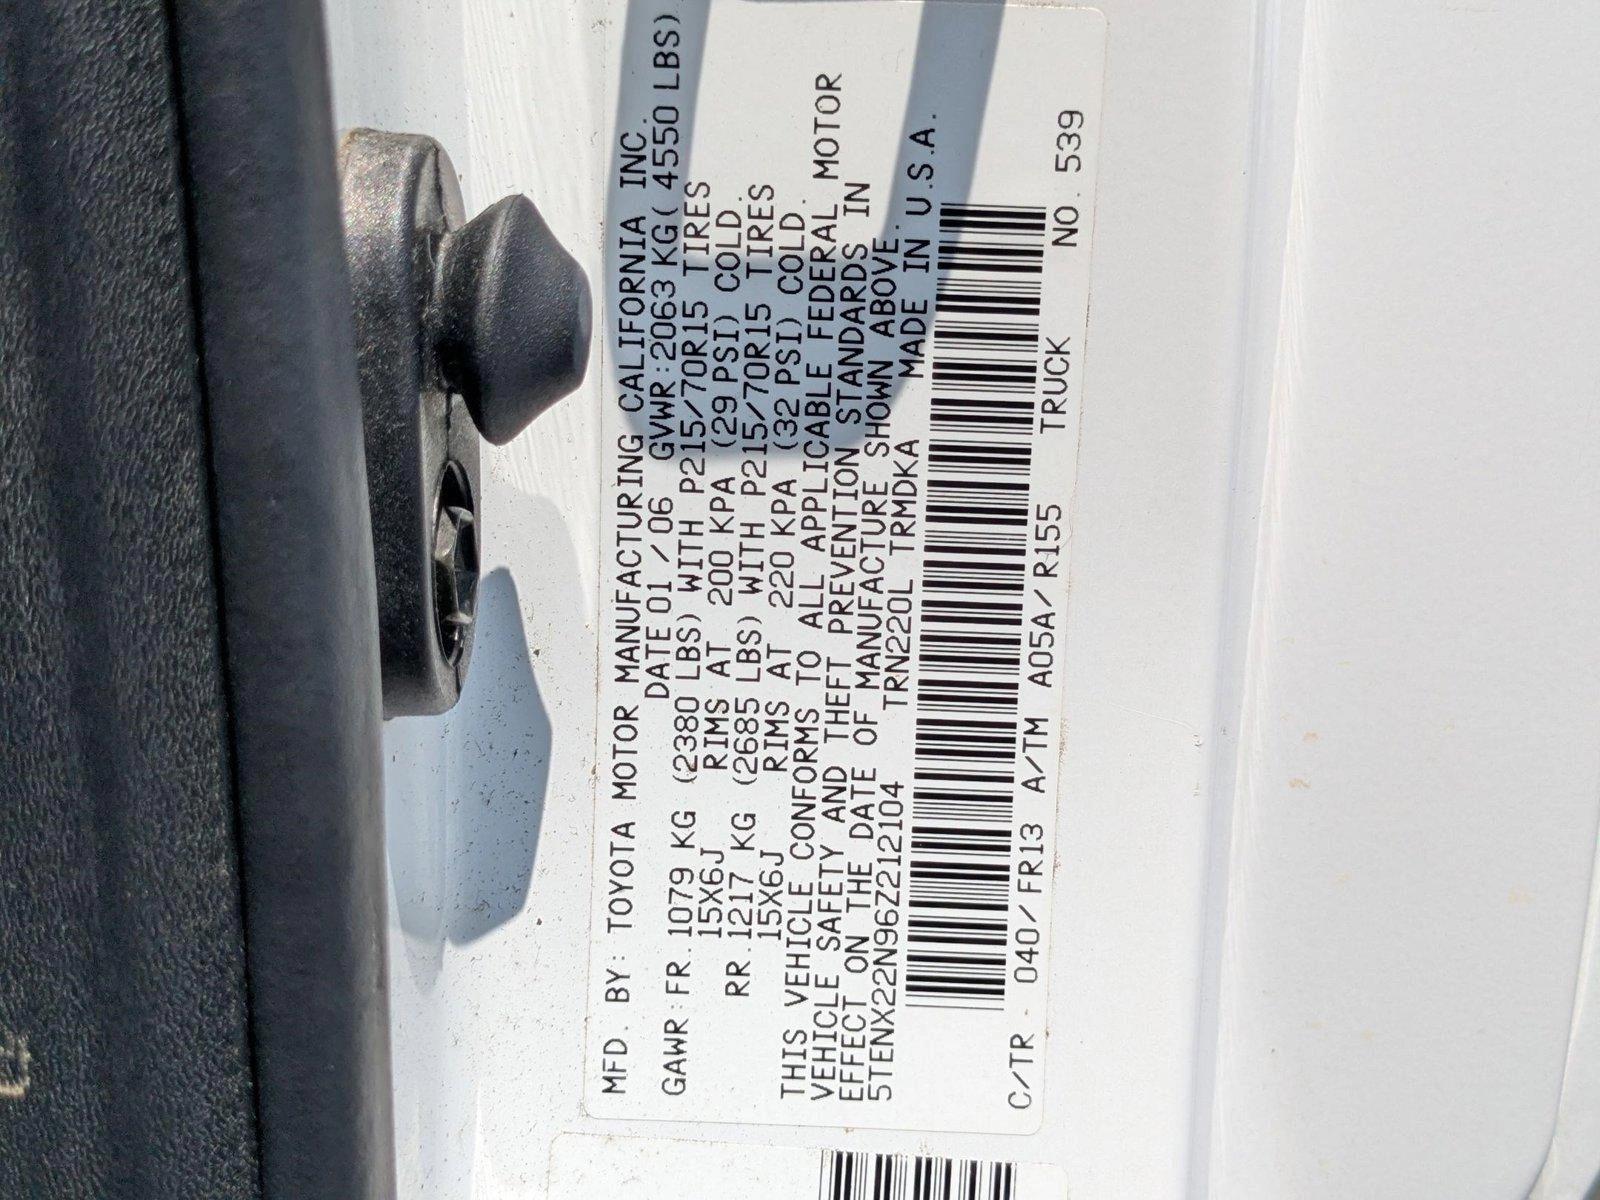 MFD. BY: TOYOTA MOTOR MANUFACTURING CALIFORNIA INC.
DATE 01/06 GVWR:2063 KG( 4550 LBS)
GAWR:FR. 1079 KG (2380 LBS) WITH P215/70R15 TIRES
15X6J RIMS AT 200 KPA (29 PSI) COLD.
RR. 1217 KG (2685 LBS) WITH P215/70R15 TIRES
15X6J RIMS AT 220 KPA (32 PSI) COLD.
THIS VEHICLE CONFORMS TO ALL APPLICABLE FEDERAL MOTOR
VEHICLE SAFETY AND THEFT PREVENTION STANDARDS IN
EFFECT ON THE DATE OF MANUFACTURE SHOWN ABOVE.
5TENX22N96Z212104 TRN220L TRMDKA MADE IN U.S.A.
C/TR. 040/FR13 A/TM A05A/R155 TRUCK NO. 539